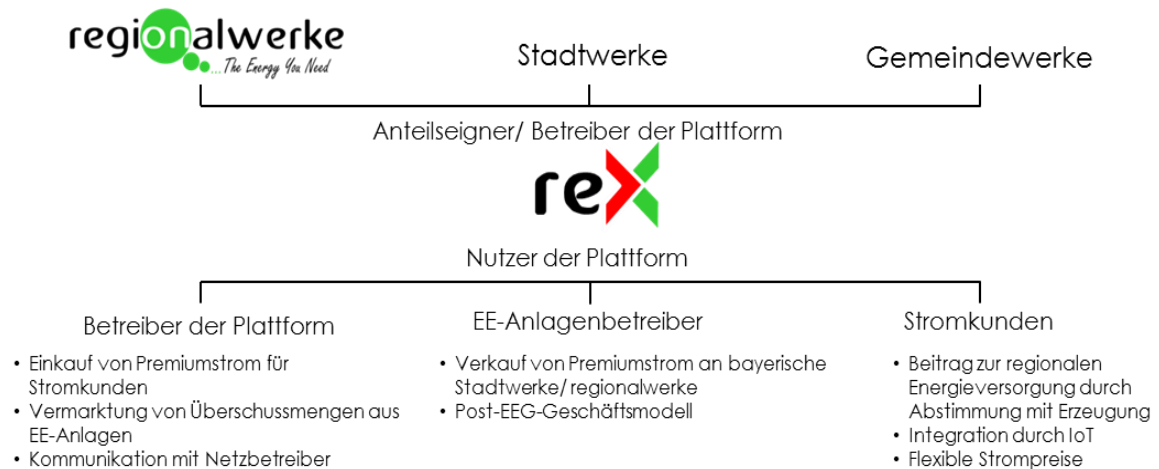 regionalwerke
...The Energy You Need
Stadtwerke
Gemeindewerke
Anteilseigner/ Betreiber der Plattform
reX
Nutzer der Plattform
Betreiber der Plattform
• Einkauf von Premiumstrom für
Stromkunden
• Vermarktung von Überschussmengen aus
EE-Anlagen
• Kommunikation mit Netzbetreiber
EE-Anlagenbetreiber
• Verkauf von Premiumstrom an bayerische
Stadtwerke/ regionalwerke
• Post-EEG-Geschäftsmodell
Stromkunden
• Beitrag zur regionalen
Energieversorgung durch
Abstimmung mit Erzeugung
• Integration durch IoT
• Flexible Strompreise